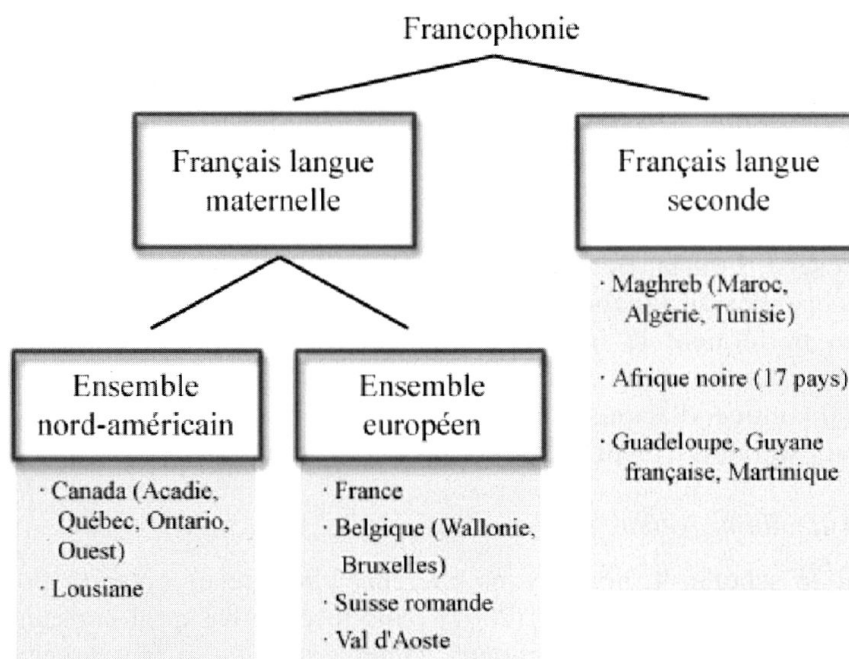 Francophonie
Français langue
maternelle
Français langue
seconde
· Maghreb (Maroc,
Algérie, Tunisie)
· Afrique noire (17 pays)
· Guadeloupe, Guyane
française, Martinique
Ensemble
nord-américain
Ensemble
européen
· Canada (Acadie,
Québec, Ontario,
Ouest)
· Lousiane
· France
· Belgique (Wallonie,
Bruxelles)
· Suisse romande
· Val d'Aoste